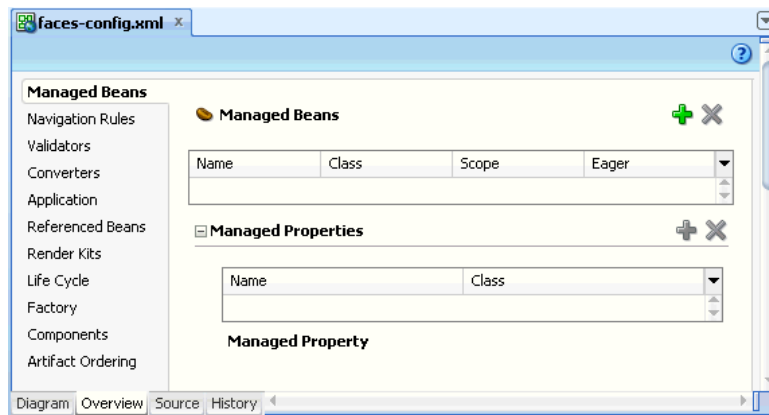 faces-config.xml
Managed Beans
Navigation Rules
Validators
Converters
Application
Referenced Beans
Render Kits
Life Cycle
Factory
Components
Artifact Ordering
Managed Beans
Name Class Scope Eager
Managed Properties
Name Class
Managed Property
Diagram Overview Source History